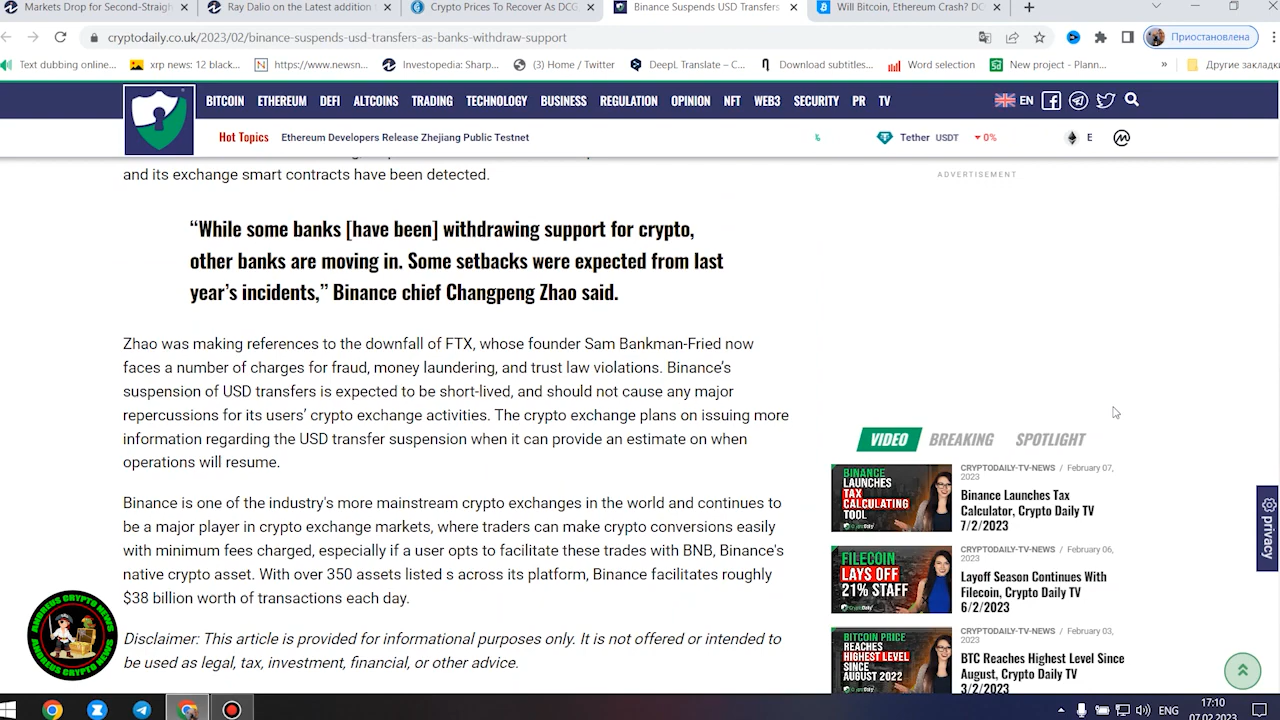 Markets Drop for Second-Straigh
Ray Dalio on the Latest addition
Crypto Prices To Recover As DCG
Binance Suspends USD Transfers
Will Bitcoin, Ethereum Crash? DC
cryptodaily.co.uk/2023/02/binance-suspends-usd-transfers-as-banks-withdraw-support
Приостановлена
Text dubbing online...
xrp news: 12 black...
https://www.newsn...
Investopedia: Sharp...
(3) Home / Twitter
DeepL Translate – C...
Download subtitles...
Word selection
New project - Plann...
»
Другие закладки
BITCOIN ETHEREUM DEFI ALTCOINS TRADING TECHNOLOGY BUSINESS REGULATION OPINION NFT WEB3 SECURITY PR TV
EN
Hot Topics
Ethereum Developers Release Zhejiang Public Testnet
Tether USDT
0%
E
and its exchange smart contracts have been detected.
ADVERTISEMENT
“While some banks [have been] withdrawing support for crypto,
other banks are moving in. Some setbacks were expected from last
year’s incidents,” Binance chief Changpeng Zhao said.
Zhao was making references to the downfall of FTX, whose founder Sam Bankman-Fried now
faces a number of charges for fraud, money laundering, and trust law violations. Binance’s
suspension of USD transfers is expected to be short-lived, and should not cause any major
repercussions for its users’ crypto exchange activities. The crypto exchange plans on issuing more
information regarding the USD transfer suspension when it can provide an estimate on when
operations will resume.
Binance is one of the industry's more mainstream crypto exchanges in the world and continues to
be a major player in crypto exchange markets, where traders can make crypto conversions easily
with minimum fees charged, especially if a user opts to facilitate these trades with BNB, Binance's
native crypto asset. With over 350 assets listed s across its platform, Binance facilitates roughly
$38 billion worth of transactions each day.
Disclaimer: This article is provided for informational purposes only. It is not offered or intended to
be used as legal, tax, investment, financial, or other advice.
VIDEO BREAKING SPOTLIGHT
BINANCE
LAUNCHES
TAX
CALCULATING
TOOL
CRYPTODAILY-TV-NEWS / February 07,
2023
Binance Launches Tax
Calculator, Crypto Daily TV
7/2/2023
FILECOIN
LAYS OFF
21% STAFF
CRYPTODAILY-TV-NEWS / February 06,
2023
Layoff Season Continues With
Filecoin, Crypto Daily TV
6/2/2023
BITCOIN PRICE
REACHES
HIGHEST LEVEL
SINCE
AUGUST 2022
CRYPTODAILY-TV-NEWS / February 03,
2023
BTC Reaches Highest Level Since
August, Crypto Daily TV
3/2/2023
privacy
ANDREUS CRYPTO NEWS
ANDREUS CRYPTO NEWS
ENG
17:10
07.02.2023